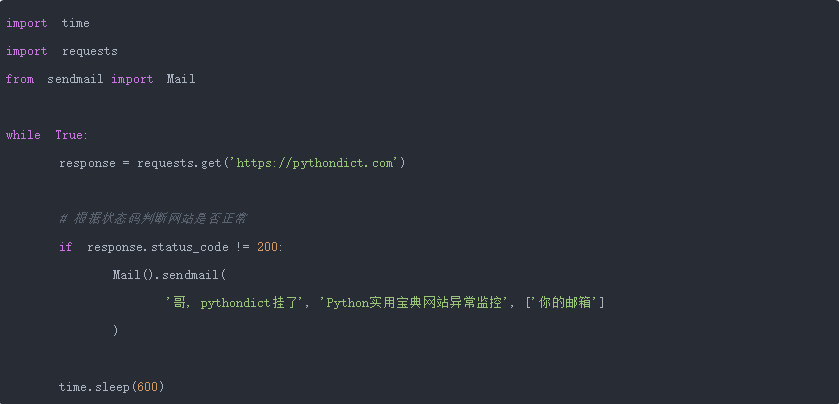 import time
import requests
from sendmail import Mail
while True:
response = requests.get('https://pythondict.com')
# 根据状态码判断网站是否正常
if response.status_code != 200:
Mail().sendmail(
'哥, pythondict挂了', 'Python实用宝典网站异常监控', ['你的邮箱']
)
time.sleep(600)